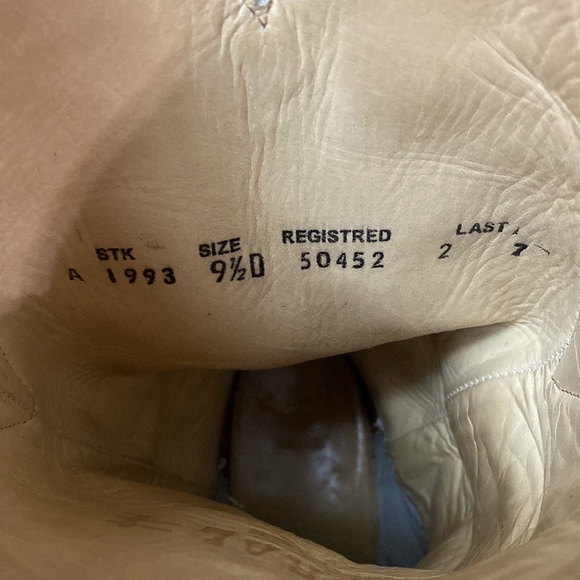 STK SIZE REGISTRED LAST
A 1993 9½D 50452 2 7